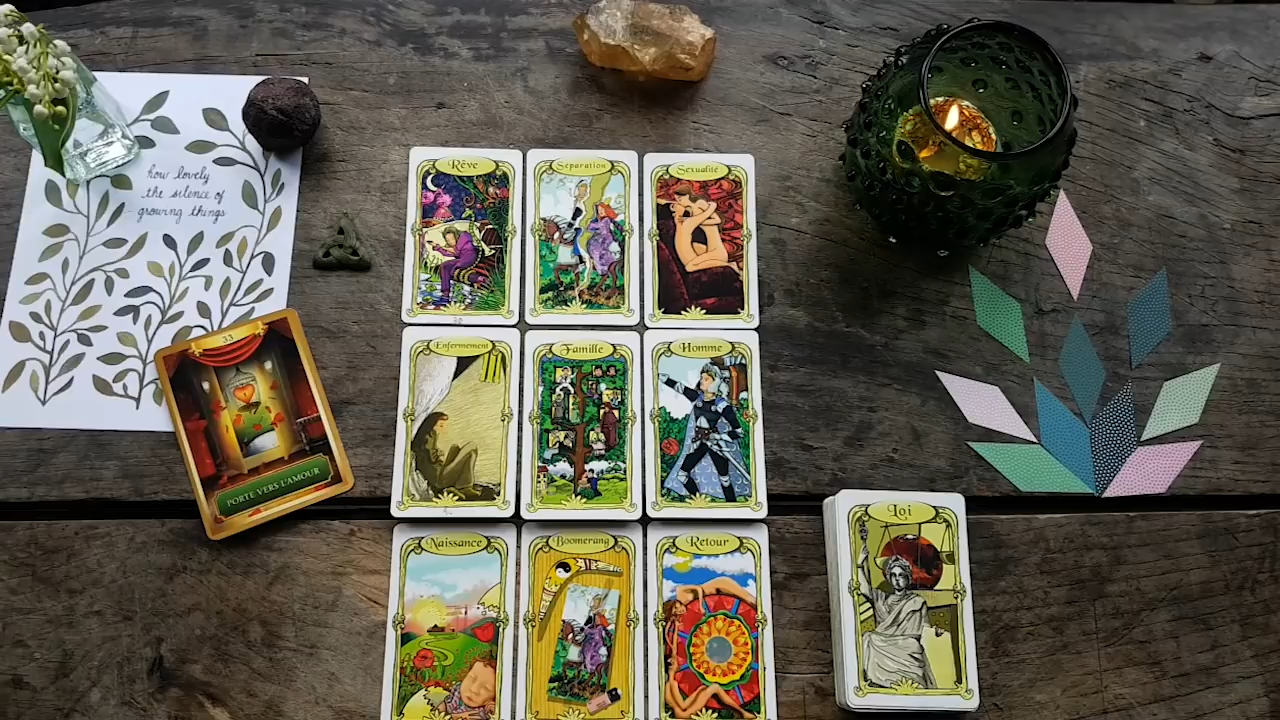 how lovely
the silence of
growing things
33
PORTE VERS L'AMOUR
Rêve
Séparation
Sexualité
Enfermement
Famille
Homme
Naissance
Boomerang
Retour
Loi